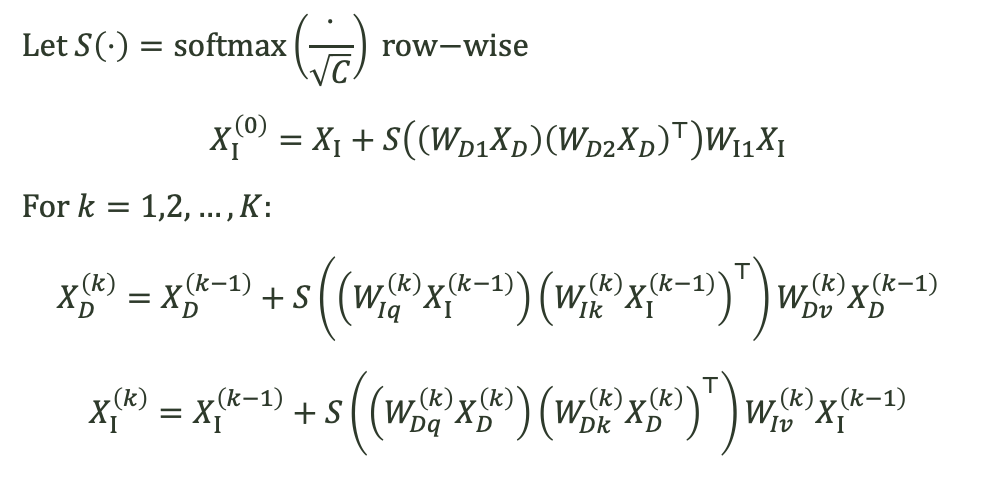 Let S(·) = softmax(·/√C) row−wise
X_I^(0) = X_I + S((W_D1 X_D)(W_D2 X_D)^⊤)W_I1 X_I
For k = 1,2, …, K:
X_D^(k) = X_D^(k−1) + S((W_Iq^(k) X_I^(k−1))(W_Ik^(k) X_I^(k−1))^⊤)W_Dv^(k) X_D^(k−1)
X_I^(k) = X_I^(k−1) + S((W_Dq^(k) X_D^(k))(W_Dk^(k) X_D^(k))^⊤)W_Iv^(k) X_I^(k−1)